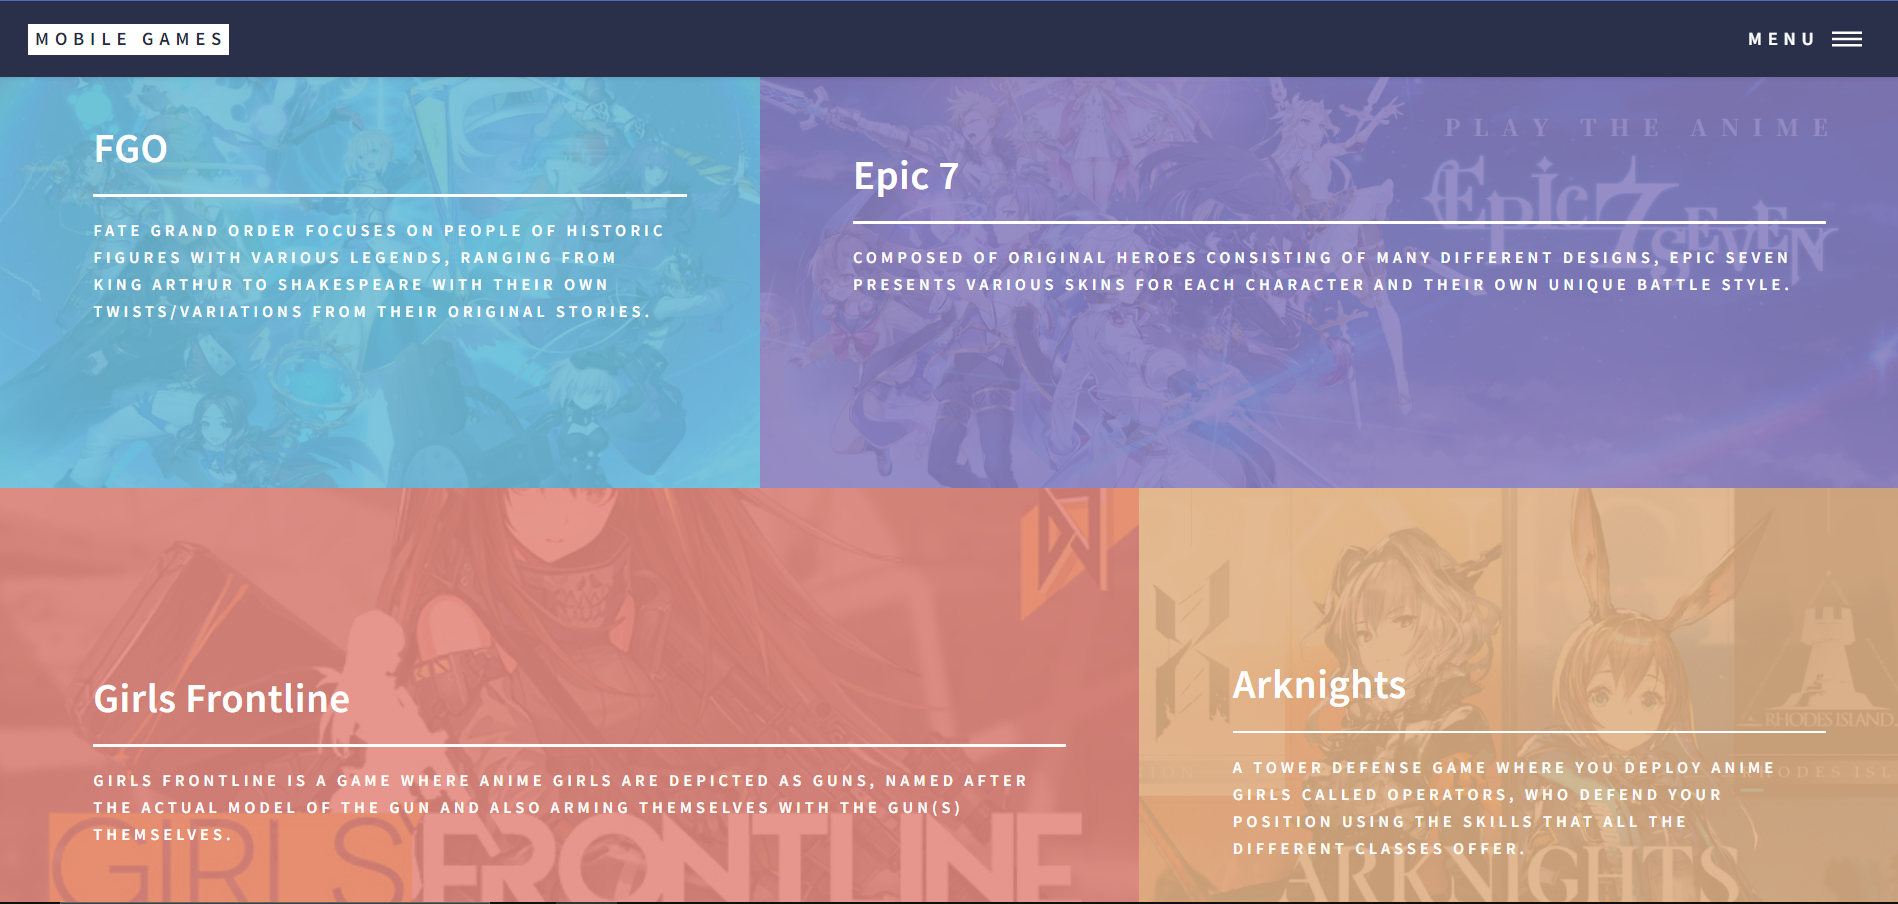 MOBILE GAMES
MENU
FGO
FATE GRAND ORDER FOCUSES ON PEOPLE OF HISTORIC
FIGURES WITH VARIOUS LEGENDS, RANGING FROM
KING ARTHUR TO SHAKESPEARE WITH THEIR OWN
TWISTS/VARIATIONS FROM THEIR ORIGINAL STORIES.
PLAY THE ANIME
EPIC 7 SEVEN
Epic 7
COMPOSED OF ORIGINAL HEROES CONSISTING OF MANY DIFFERENT DESIGNS, EPIC SEVEN
PRESENTS VARIOUS SKINS FOR EACH CHARACTER AND THEIR OWN UNIQUE BATTLE STYLE.
Girls Frontline
GIRLS FRONTLINE IS A GAME WHERE ANIME GIRLS ARE DEPICTED AS GUNS, NAMED AFTER
THE ACTUAL MODEL OF THE GUN AND ALSO ARMING THEMSELVES WITH THE GUN(S)
THEMSELVES.
GIRLS FRONTLINE
Arknights
RHODES ISLAND
A TOWER DEFENSE GAME WHERE YOU DEPLOY ANIME
GIRLS CALLED OPERATORS, WHO DEFEND YOUR
POSITION USING THE SKILLS THAT ALL THE
DIFFERENT CLASSES OFFER.
ARKNIGHTS